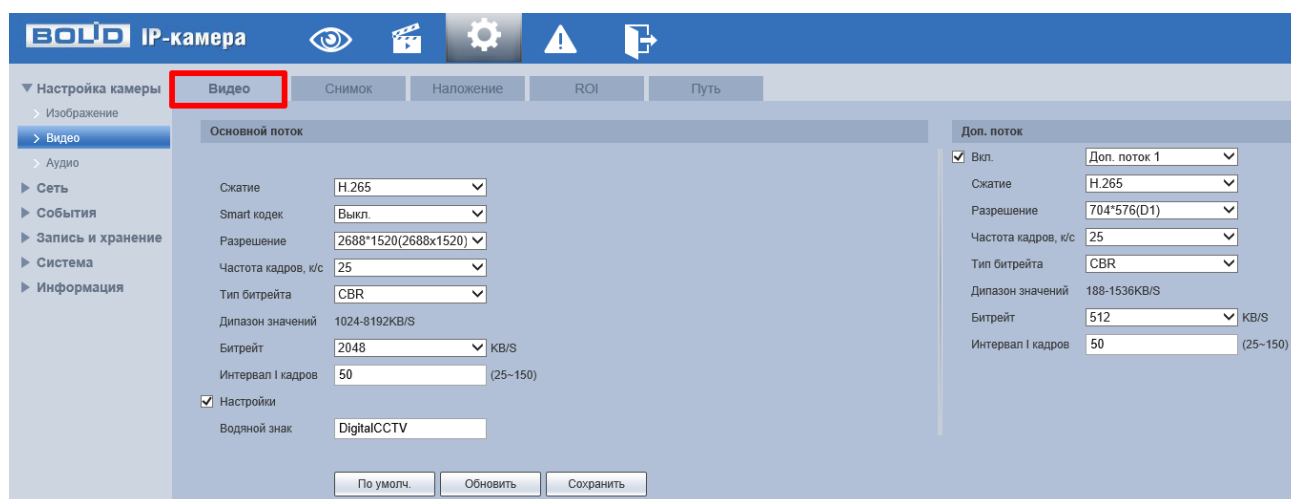 BOLID IP-камера
Настройка камеры
Изображение
Видео
Аудио
Сеть
События
Запись и хранение
Система
Информация
Видео Снимок Наложение ROI Путь
Основной поток
Сжатие H.265
Smart кодек Выкл.
Разрешение 2688*1520(2688x1520)
Частота кадров, к/с 25
Тип битрейта CBR
Дипазон значений 1024-8192KB/S
Битрейт 2048 KB/S
Интервал I кадров 50 (25~150)
Настройки
Водяной знак DigitalCCTV
По умолч. Обновить Сохранить
Доп. поток
Вкл. Доп. поток 1
Сжатие H.265
Разрешение 704*576(D1)
Частота кадров, к/с 25
Тип битрейта CBR
Дипазон значений 188-1536KB/S
Битрейт 512 KB/S
Интервал I кадров 50 (25~150)